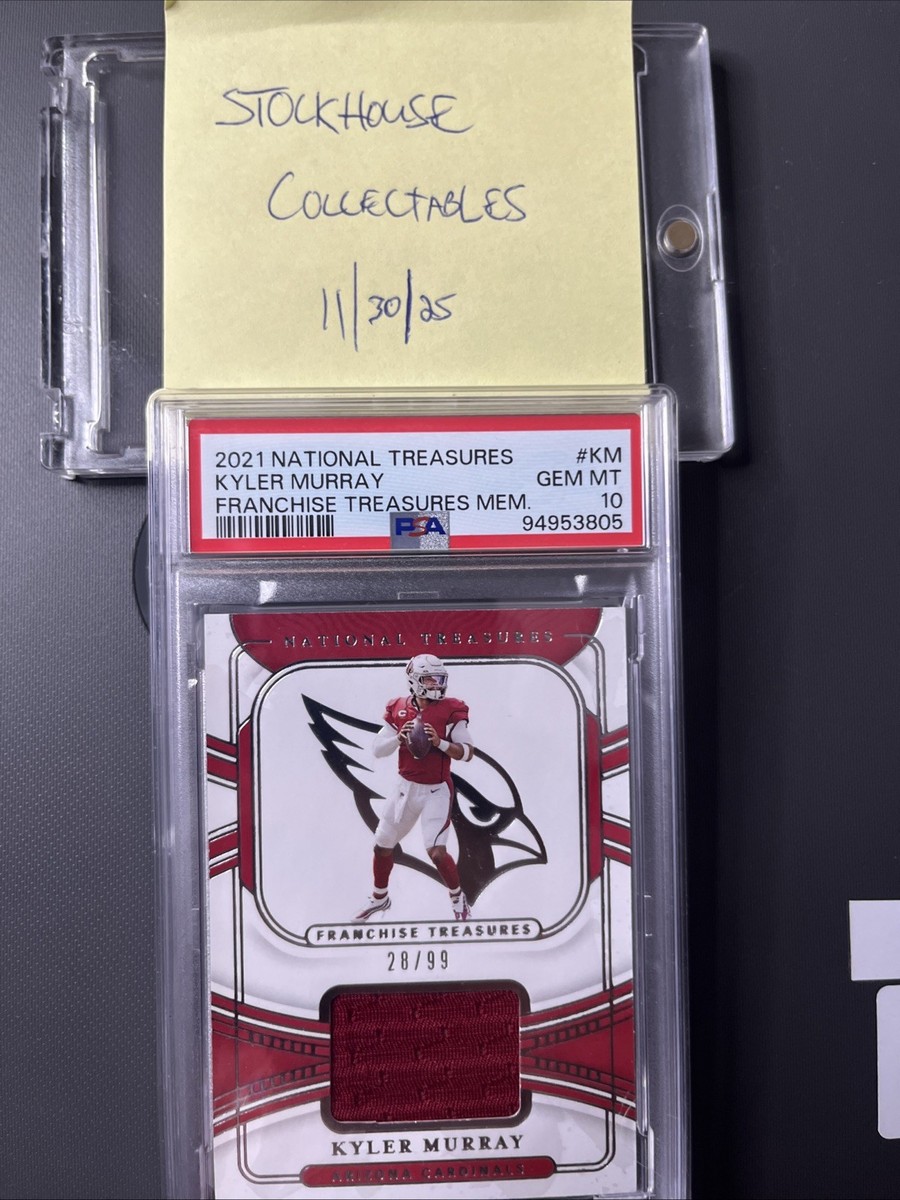 STOCKHOUSE
COLLECTABLES
11/30/25
2021 NATIONAL TREASURES #KM
KYLER MURRAY GEM MT
FRANCHISE TREASURES MEM. 10
PSA 94953805
NATIONAL TREASURES
FRANCHISE TREASURES
28/99
KYLER MURRAY
ARIZONA CARDINALS